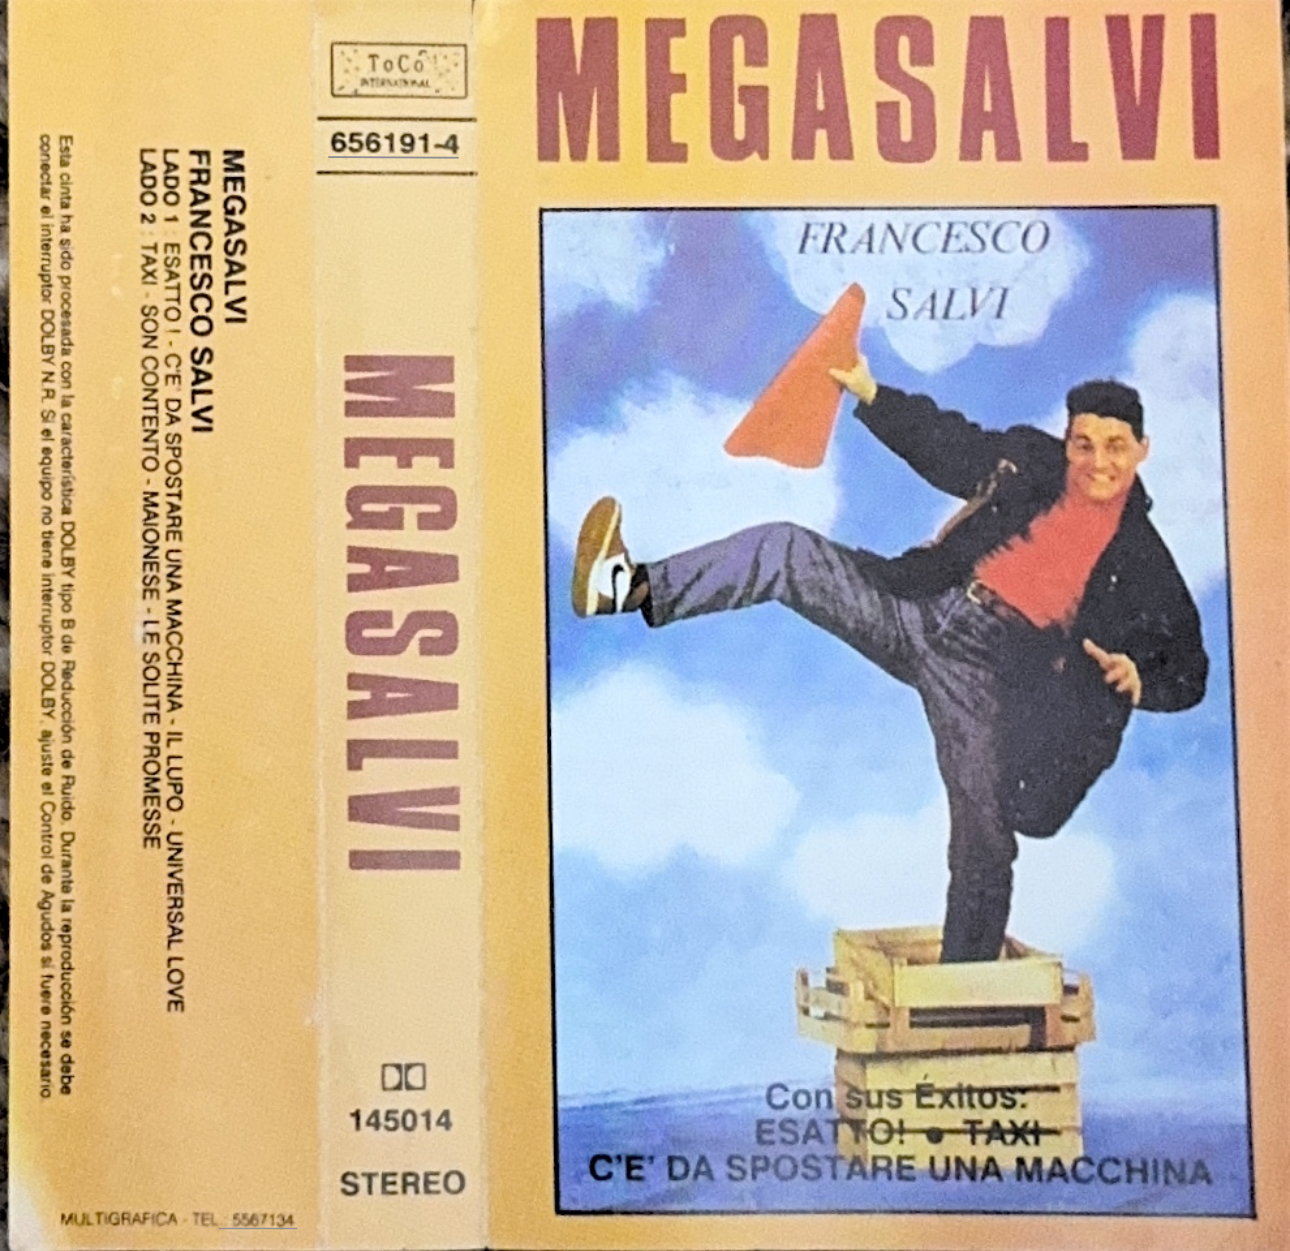 MEGASALVI
FRANCESCO SALVI
LADO 1 : ESATTO ! - C'E' DA SPOSTARE UNA MACCHINA - IL LUPO - UNIVERSAL LOVE
LADO 2 : TAXI - SON CONTENTO - MAIONESE - LE SOLITE PROMESSE
Esta cinta ha sido procesada con la característica DOLBY tipo B de Reducción de Ruido. Durante la reproducción se debe
conectar el interruptor DOLBY N.R. Si el equipo no tiene interruptor DOLBY, ajuste el Control de Agudos si fuere necesario
MULTIGRAFICA - TEL.: 5567134
ToCo
INTERNATIONAL
656191-4
MEGASALVI
145014
STEREO
MEGASALVI
FRANCESCO
SALVI
Con sus Éxitos:
ESATTO! ● TAXI
C'E' DA SPOSTARE UNA MACCHINA